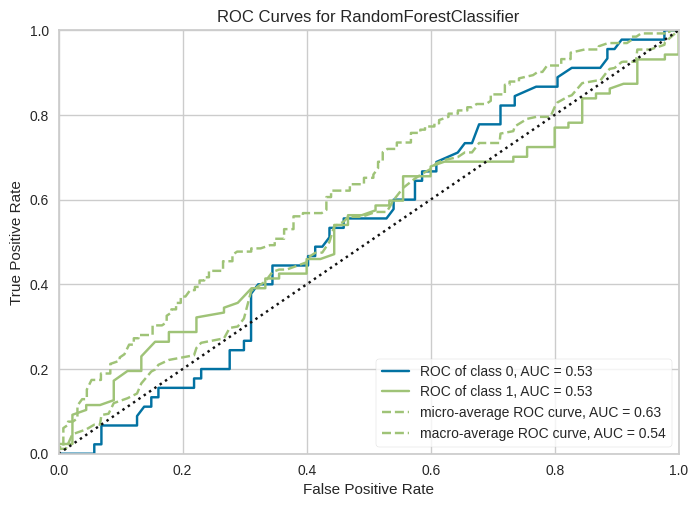 ROC Curves for RandomForestClassifier
True Positive Rate
1.0
0.8
0.6
0.4
0.2
0.0
ROC of class 0, AUC = 0.53
ROC of class 1, AUC = 0.53
micro-average ROC curve, AUC = 0.63
macro-average ROC curve, AUC = 0.54
0.0 0.2 0.4 0.6 0.8 1.0
False Positive Rate